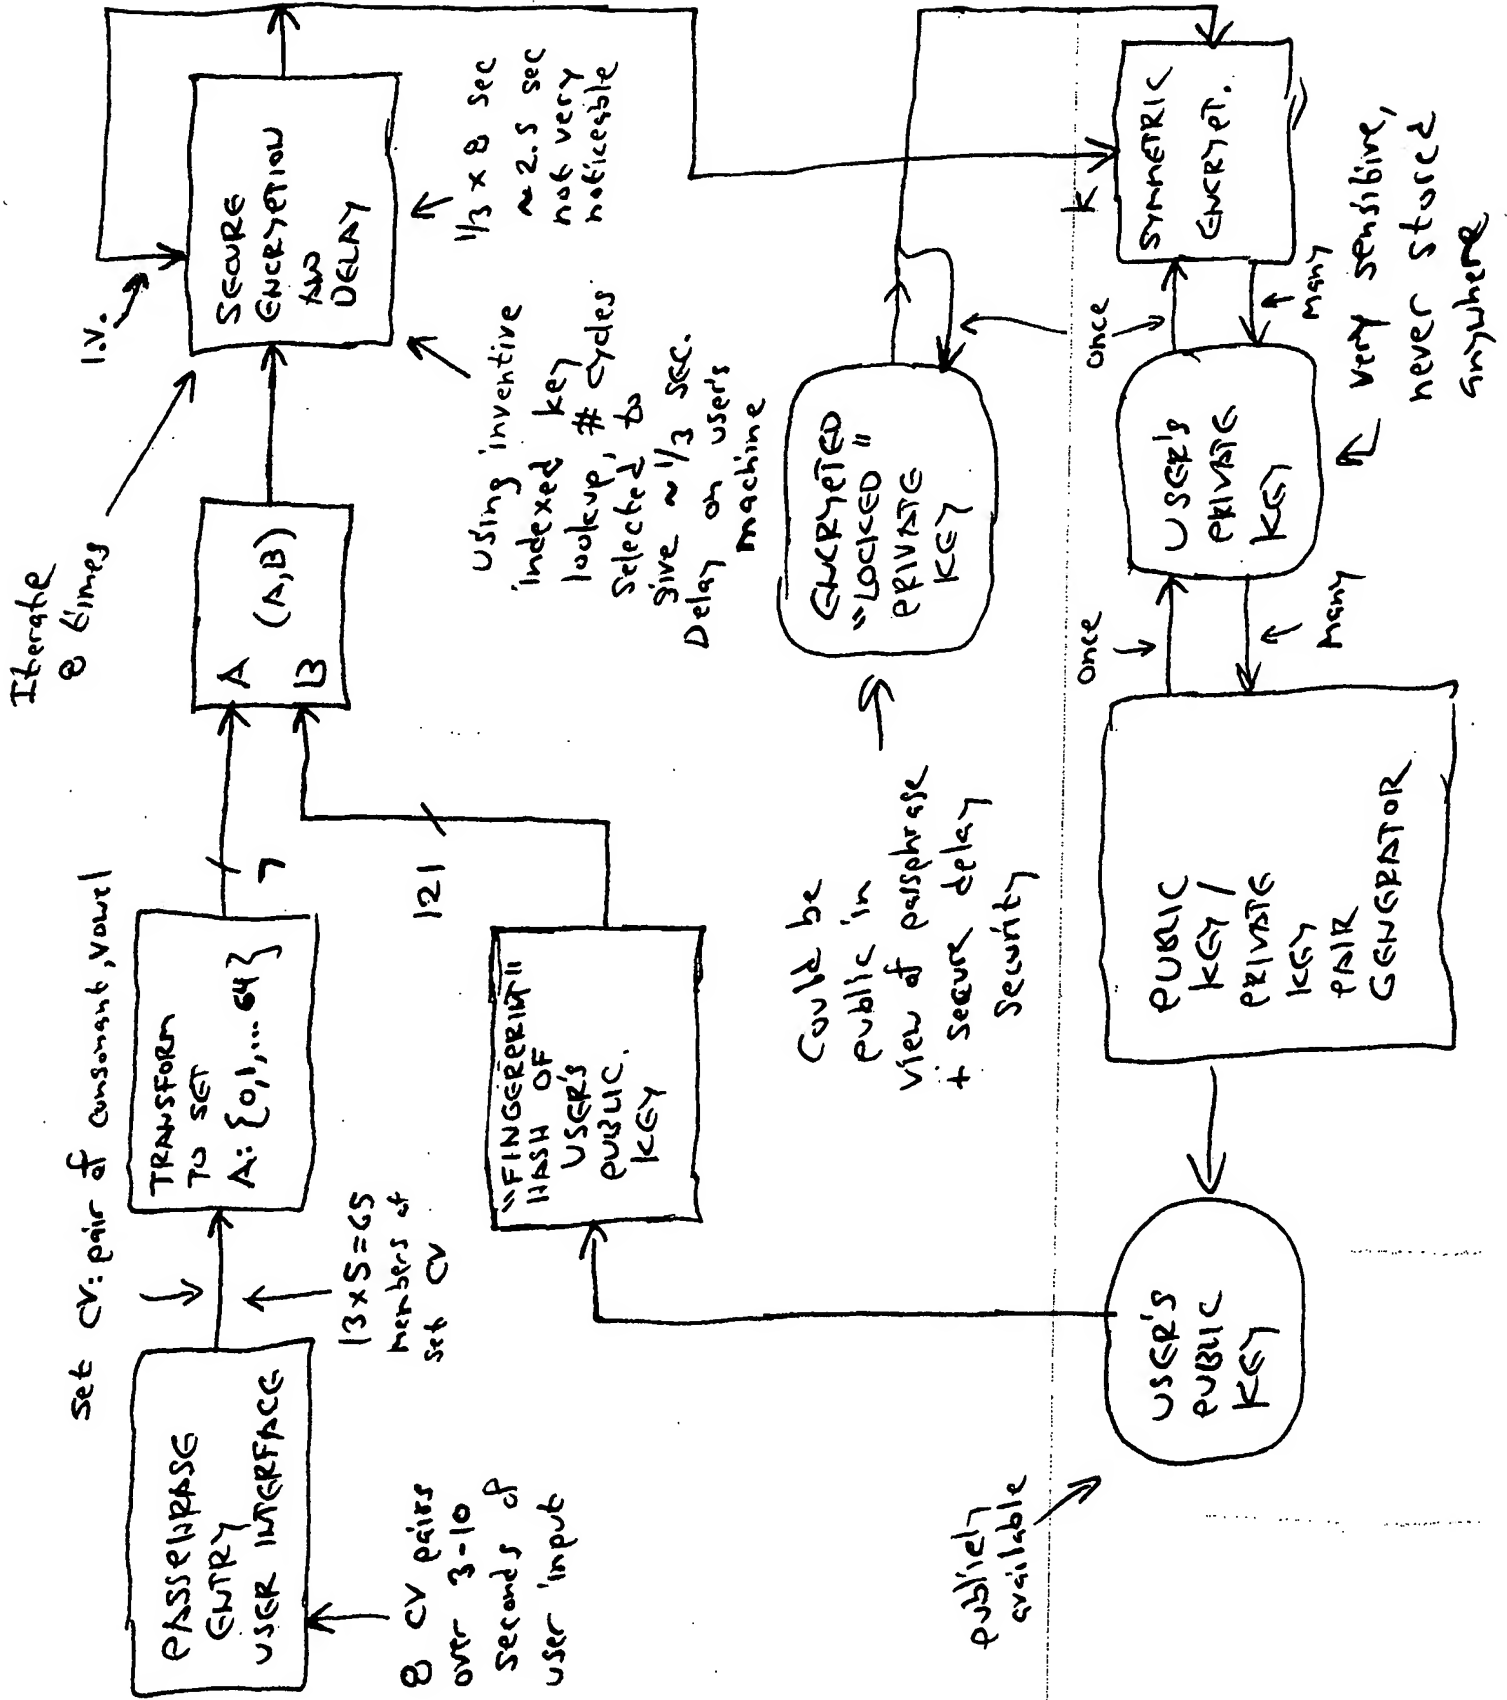 Iterate
8 times
I.V.
SECURE
ENCRYPTION
AND
DELAY
1/3 x 8 sec
~ 2.5 sec
not very
noticeable
using inventive
indexed key
lookup, # cycles
selected to
give ~ 1/3 sec.
Delay on user's
machine
A
B
(A,B)
7
121
set CV: pair of consonant, vowel
TRANSFORM
TO SET
A: {0,1,... 64}
13 x 5 = 65
members of
set CV
PASSPHRASE
ENTRY
USER INTERFACE
8 CV pairs
over 3-10
seconds of
user input
"FINGERPRINT"
HASH OF
USER'S
PUBLIC
KEY
ENCRYPTED
"LOCKED"
PRIVATE
KEY
Could be
public in
view of passphrase
+ secure delay
security
K
SYMMETRIC
ENCRYPT.
once
many
USER'S
PRIVATE
KEY
very sensitive,
never stored
anywhere
once
many
PUBLIC
KEY/
PRIVATE
KEY
PAIR
GENERATOR
USER'S
PUBLIC
KEY
publicly
available